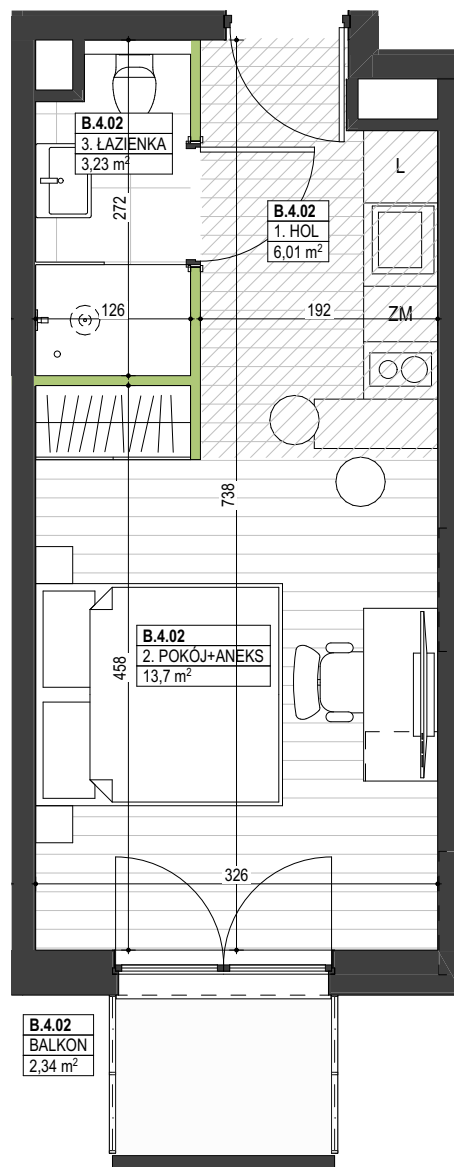 B.4.02
3. ŁAZIENKA
3,23 m²
272
L
B.4.02
1. HOL
6,01 m²
126
192
ZM
738
458
B.4.02
2. POKÓJ+ANEKS
13,7 m²
326
B.4.02
BALKON
2,34 m²